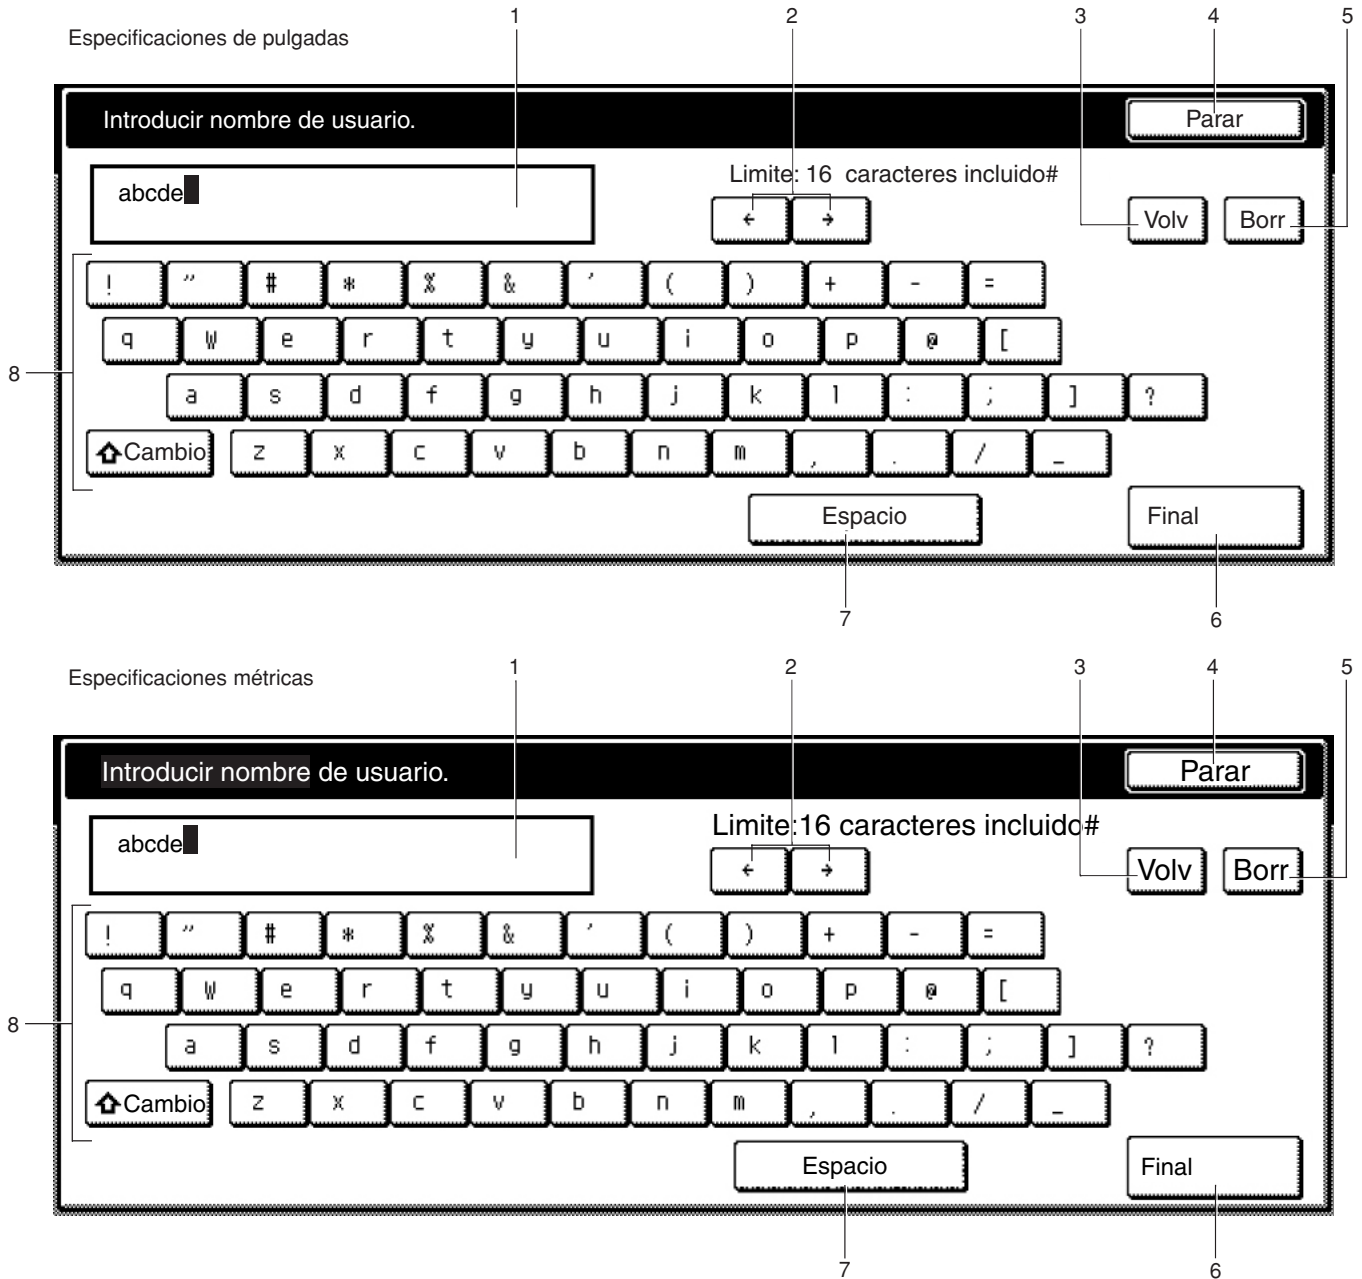 1 2 3 4 5
Especificaciones de pulgadas
Introducir nombre de usuario. Parar
Limite: 16 caracteres incluido#
abcde ← → Volv Borr
! " # * % & ' ( ) + - =
q w e r t y u i o p @ [
8
a s d f g h j k l : ; ] ?
Cambio z x c v b n m , . / _
Espacio Final
7 6
1 2 3 4 5
Especificaciones métricas
Introducir nombre de usuario. Parar
Limite:16 caracteres incluido#
abcde ← → Volv Borr
! " # * % & ' ( ) + - =
q w e r t y u i o p @ [
8
a s d f g h j k l : ; ] ?
Cambio z x c v b n m , . / _
Espacio Final
7 6